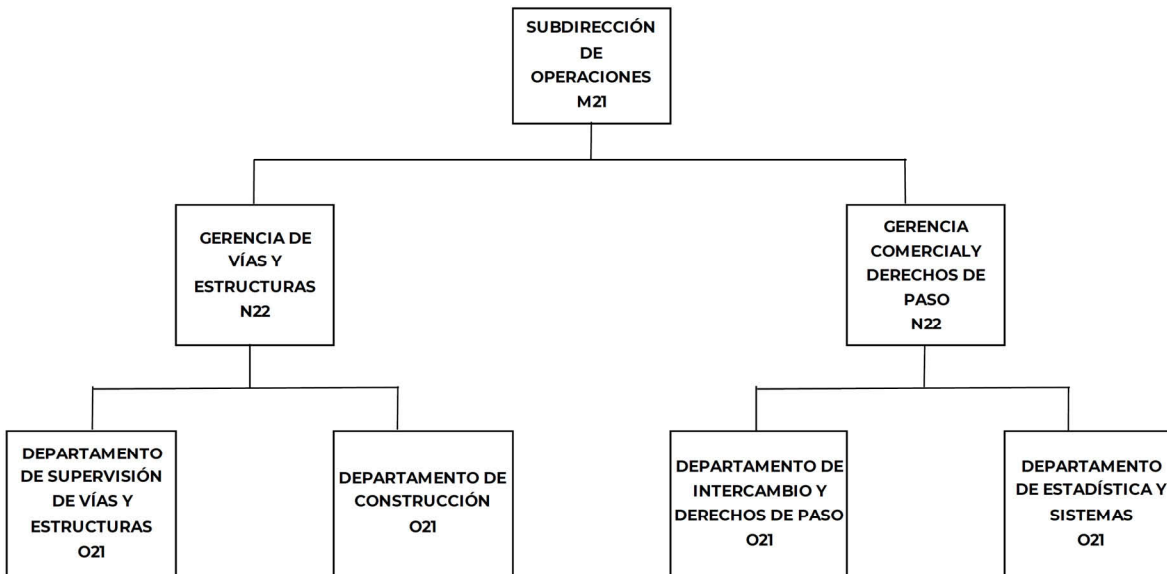 SUBDIRECCIÓN
DE
OPERACIONES
M21
GERENCIA DE
VÍAS Y
ESTRUCTURAS
N22
GERENCIA
COMERCIALY
DERECHOS DE
PASO
N22
DEPARTAMENTO
DE SUPERVISIÓN
DE VÍAS Y
ESTRUCTURAS
O21
DEPARTAMENTO DE
CONSTRUCCIÓN
O21
DEPARTAMENTO DE
INTERCAMBIO Y
DERECHOS DE PASO
O21
DEPARTAMENTO
DE ESTADÍSTICA Y
SISTEMAS
O21